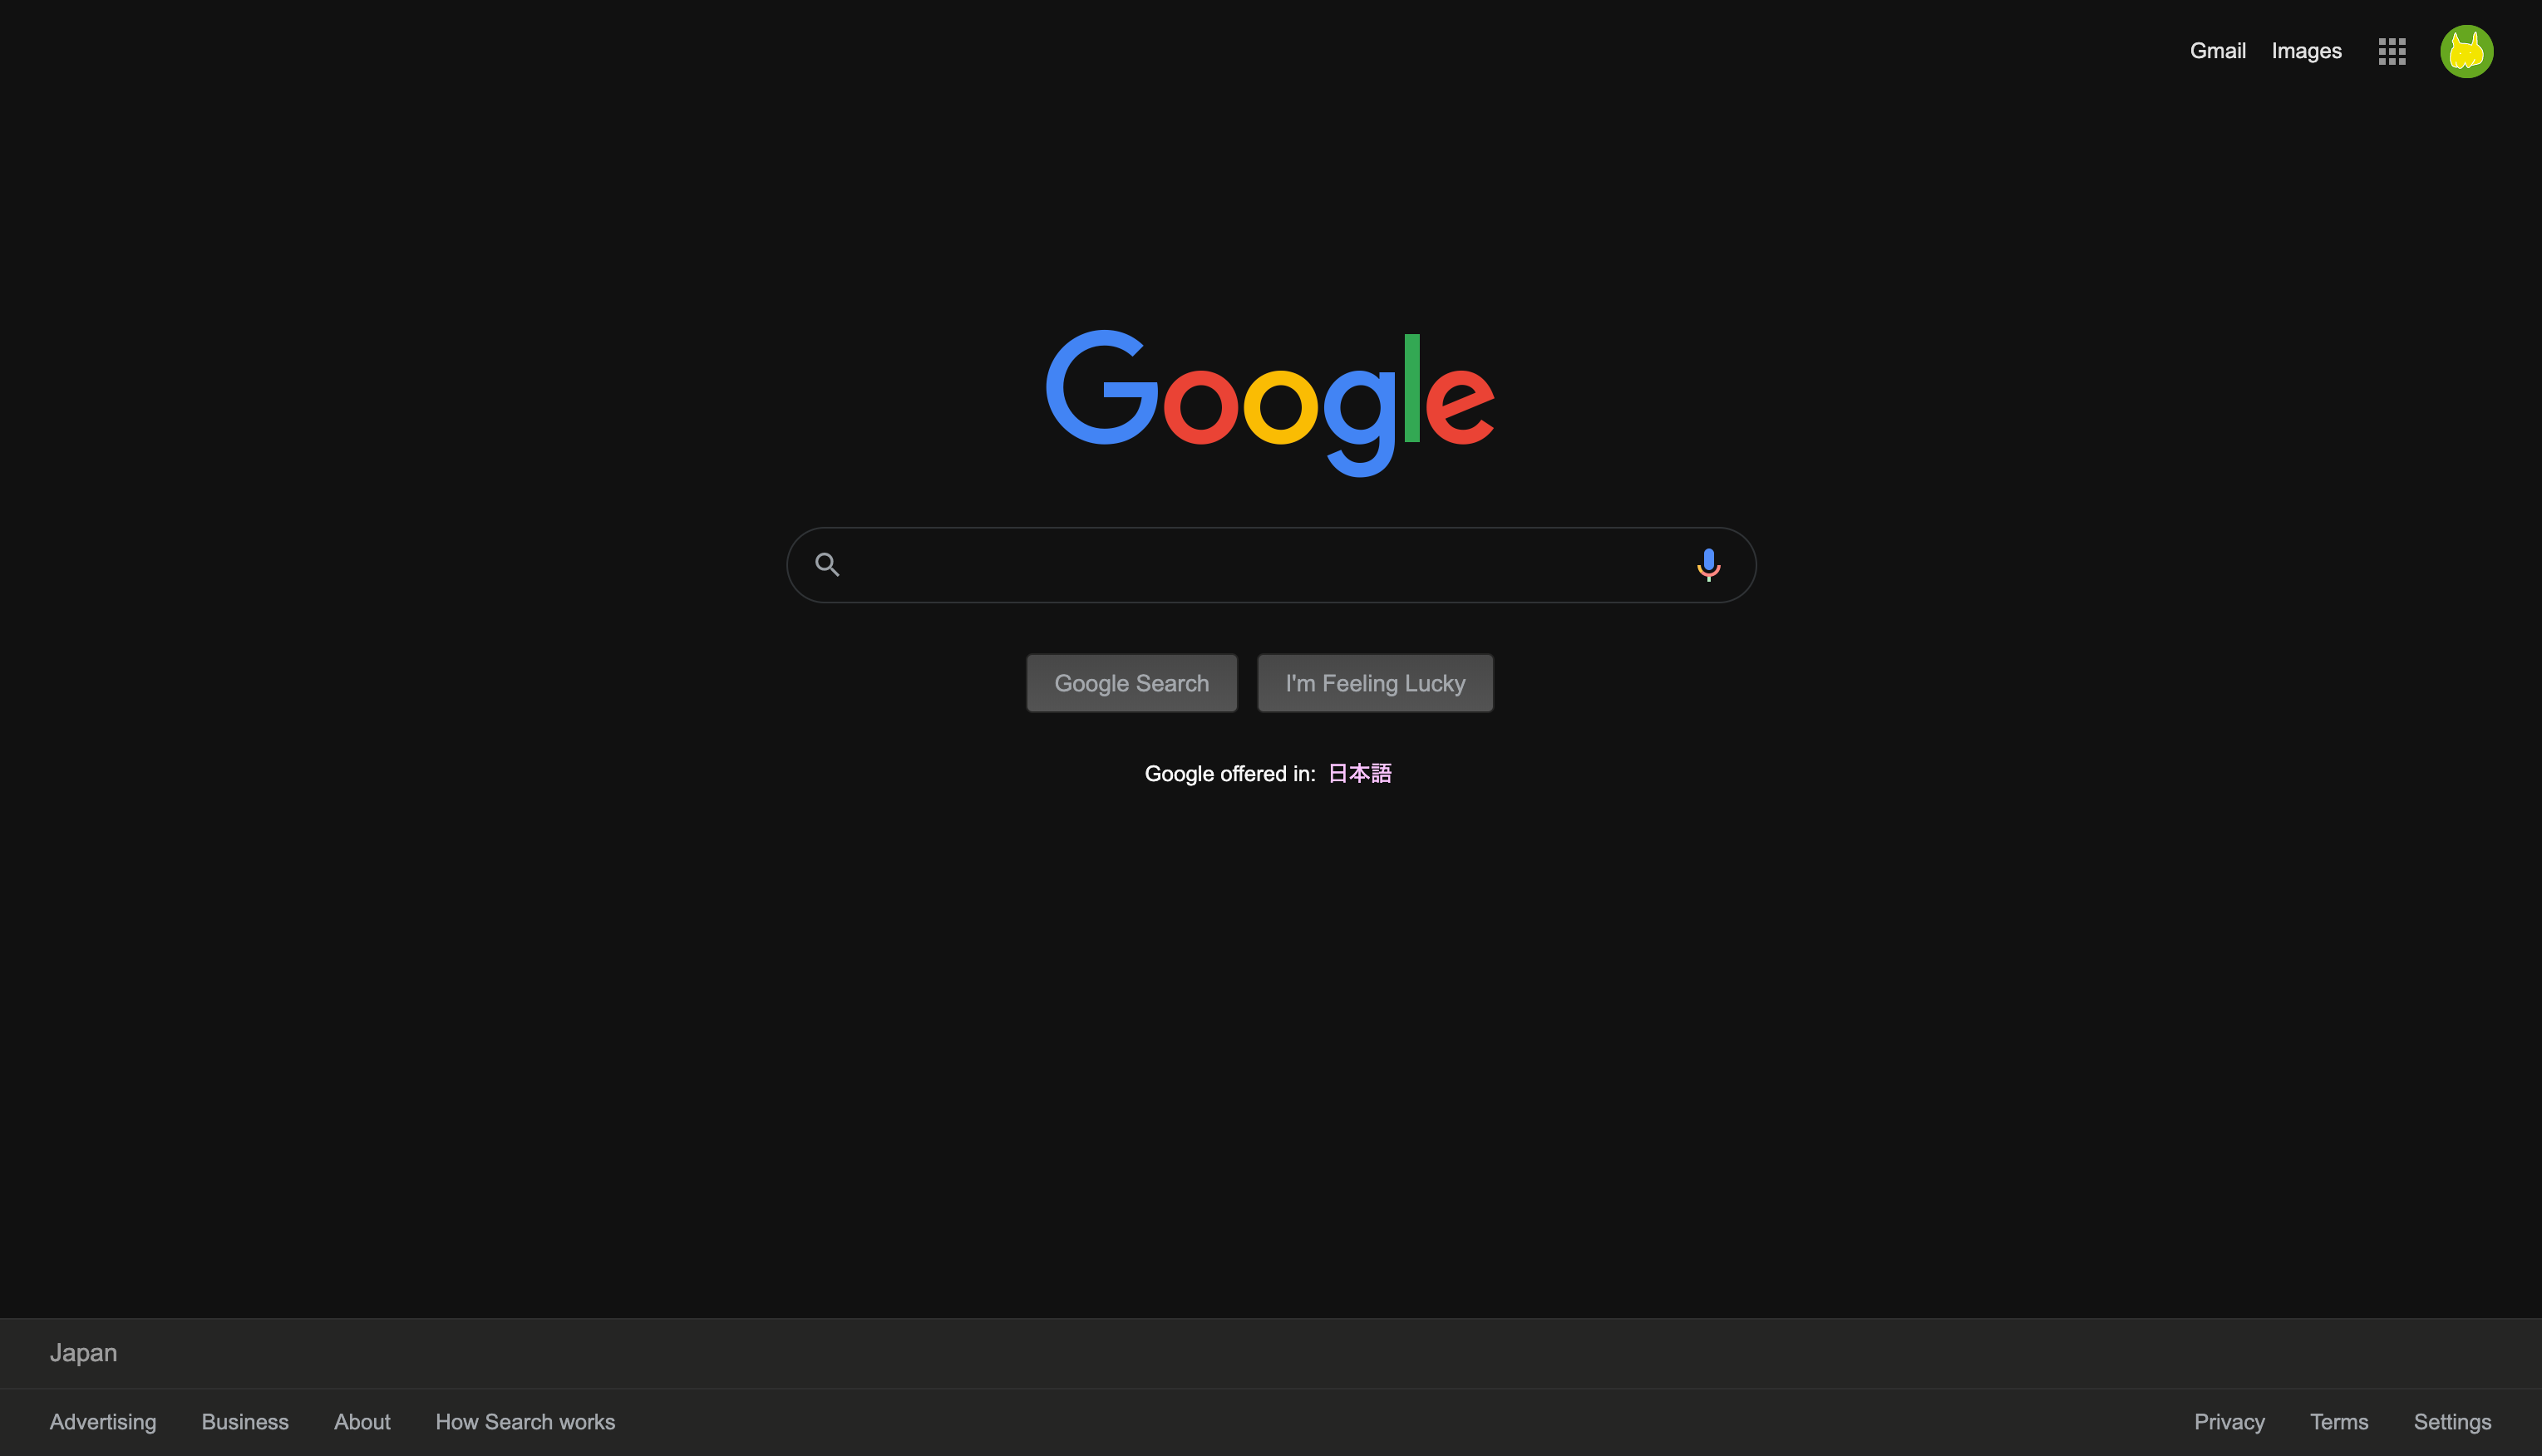 Gmail Images
Google
Google Search I'm Feeling Lucky
Google offered in: 日本語
Japan
Advertising Business About How Search works Privacy Terms Settings